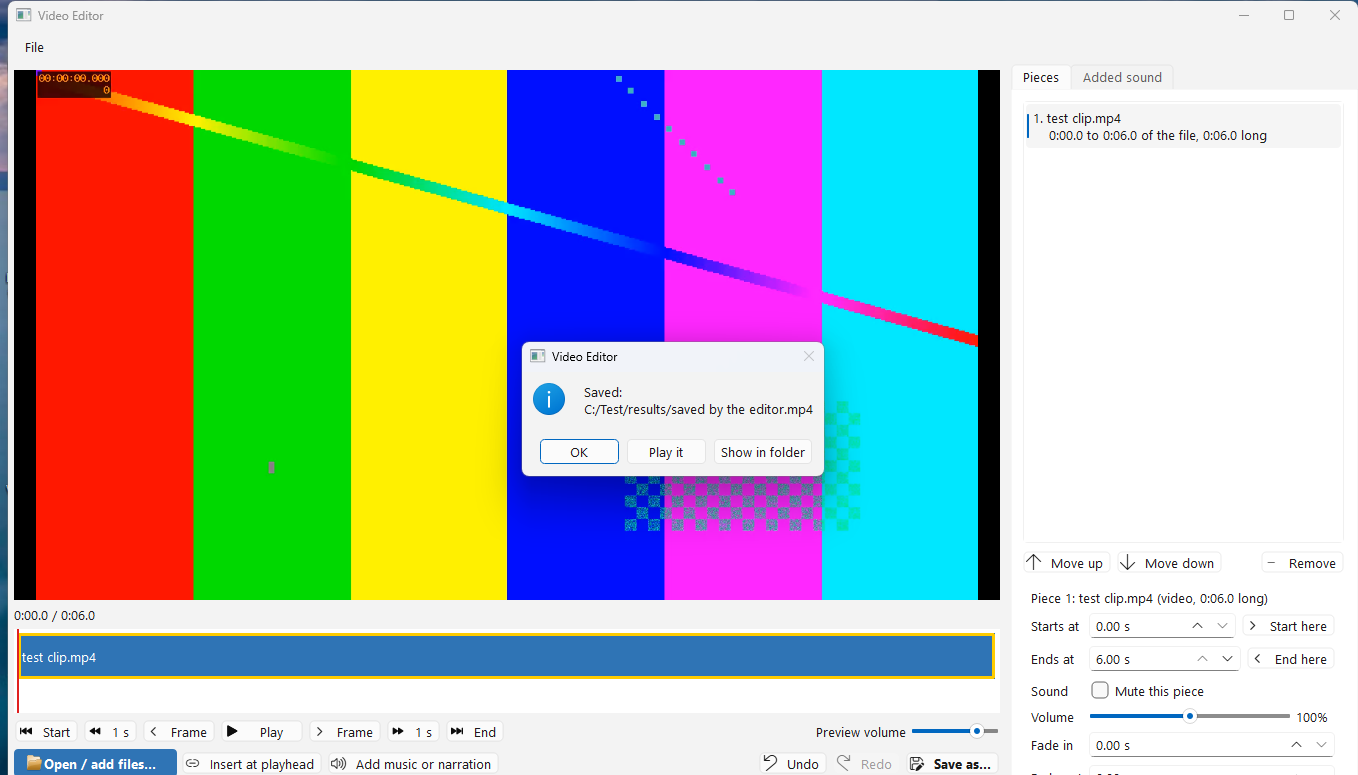 Video Editor
File
00:00:00.000
0
Pieces
Added sound
1. test clip.mp4
0:00.0 to 0:06.0 of the file, 0:06.0 long
Video Editor
Saved:
C:/Test/results/saved by the editor.mp4
OK
Play it
Show in folder
Move up
Move down
Remove
Piece 1: test clip.mp4 (video, 0:06.0 long)
Starts at
0.00 s
Start here
Ends at
6.00 s
End here
Sound
Mute this piece
Volume
100%
Fade in
0.00 s
0:00.0 / 0:06.0
test clip.mp4
Start
1 s
Frame
Play
Frame
1 s
End
Preview volume
Open / add files...
Insert at playhead
Add music or narration
Undo
Redo
Save as...